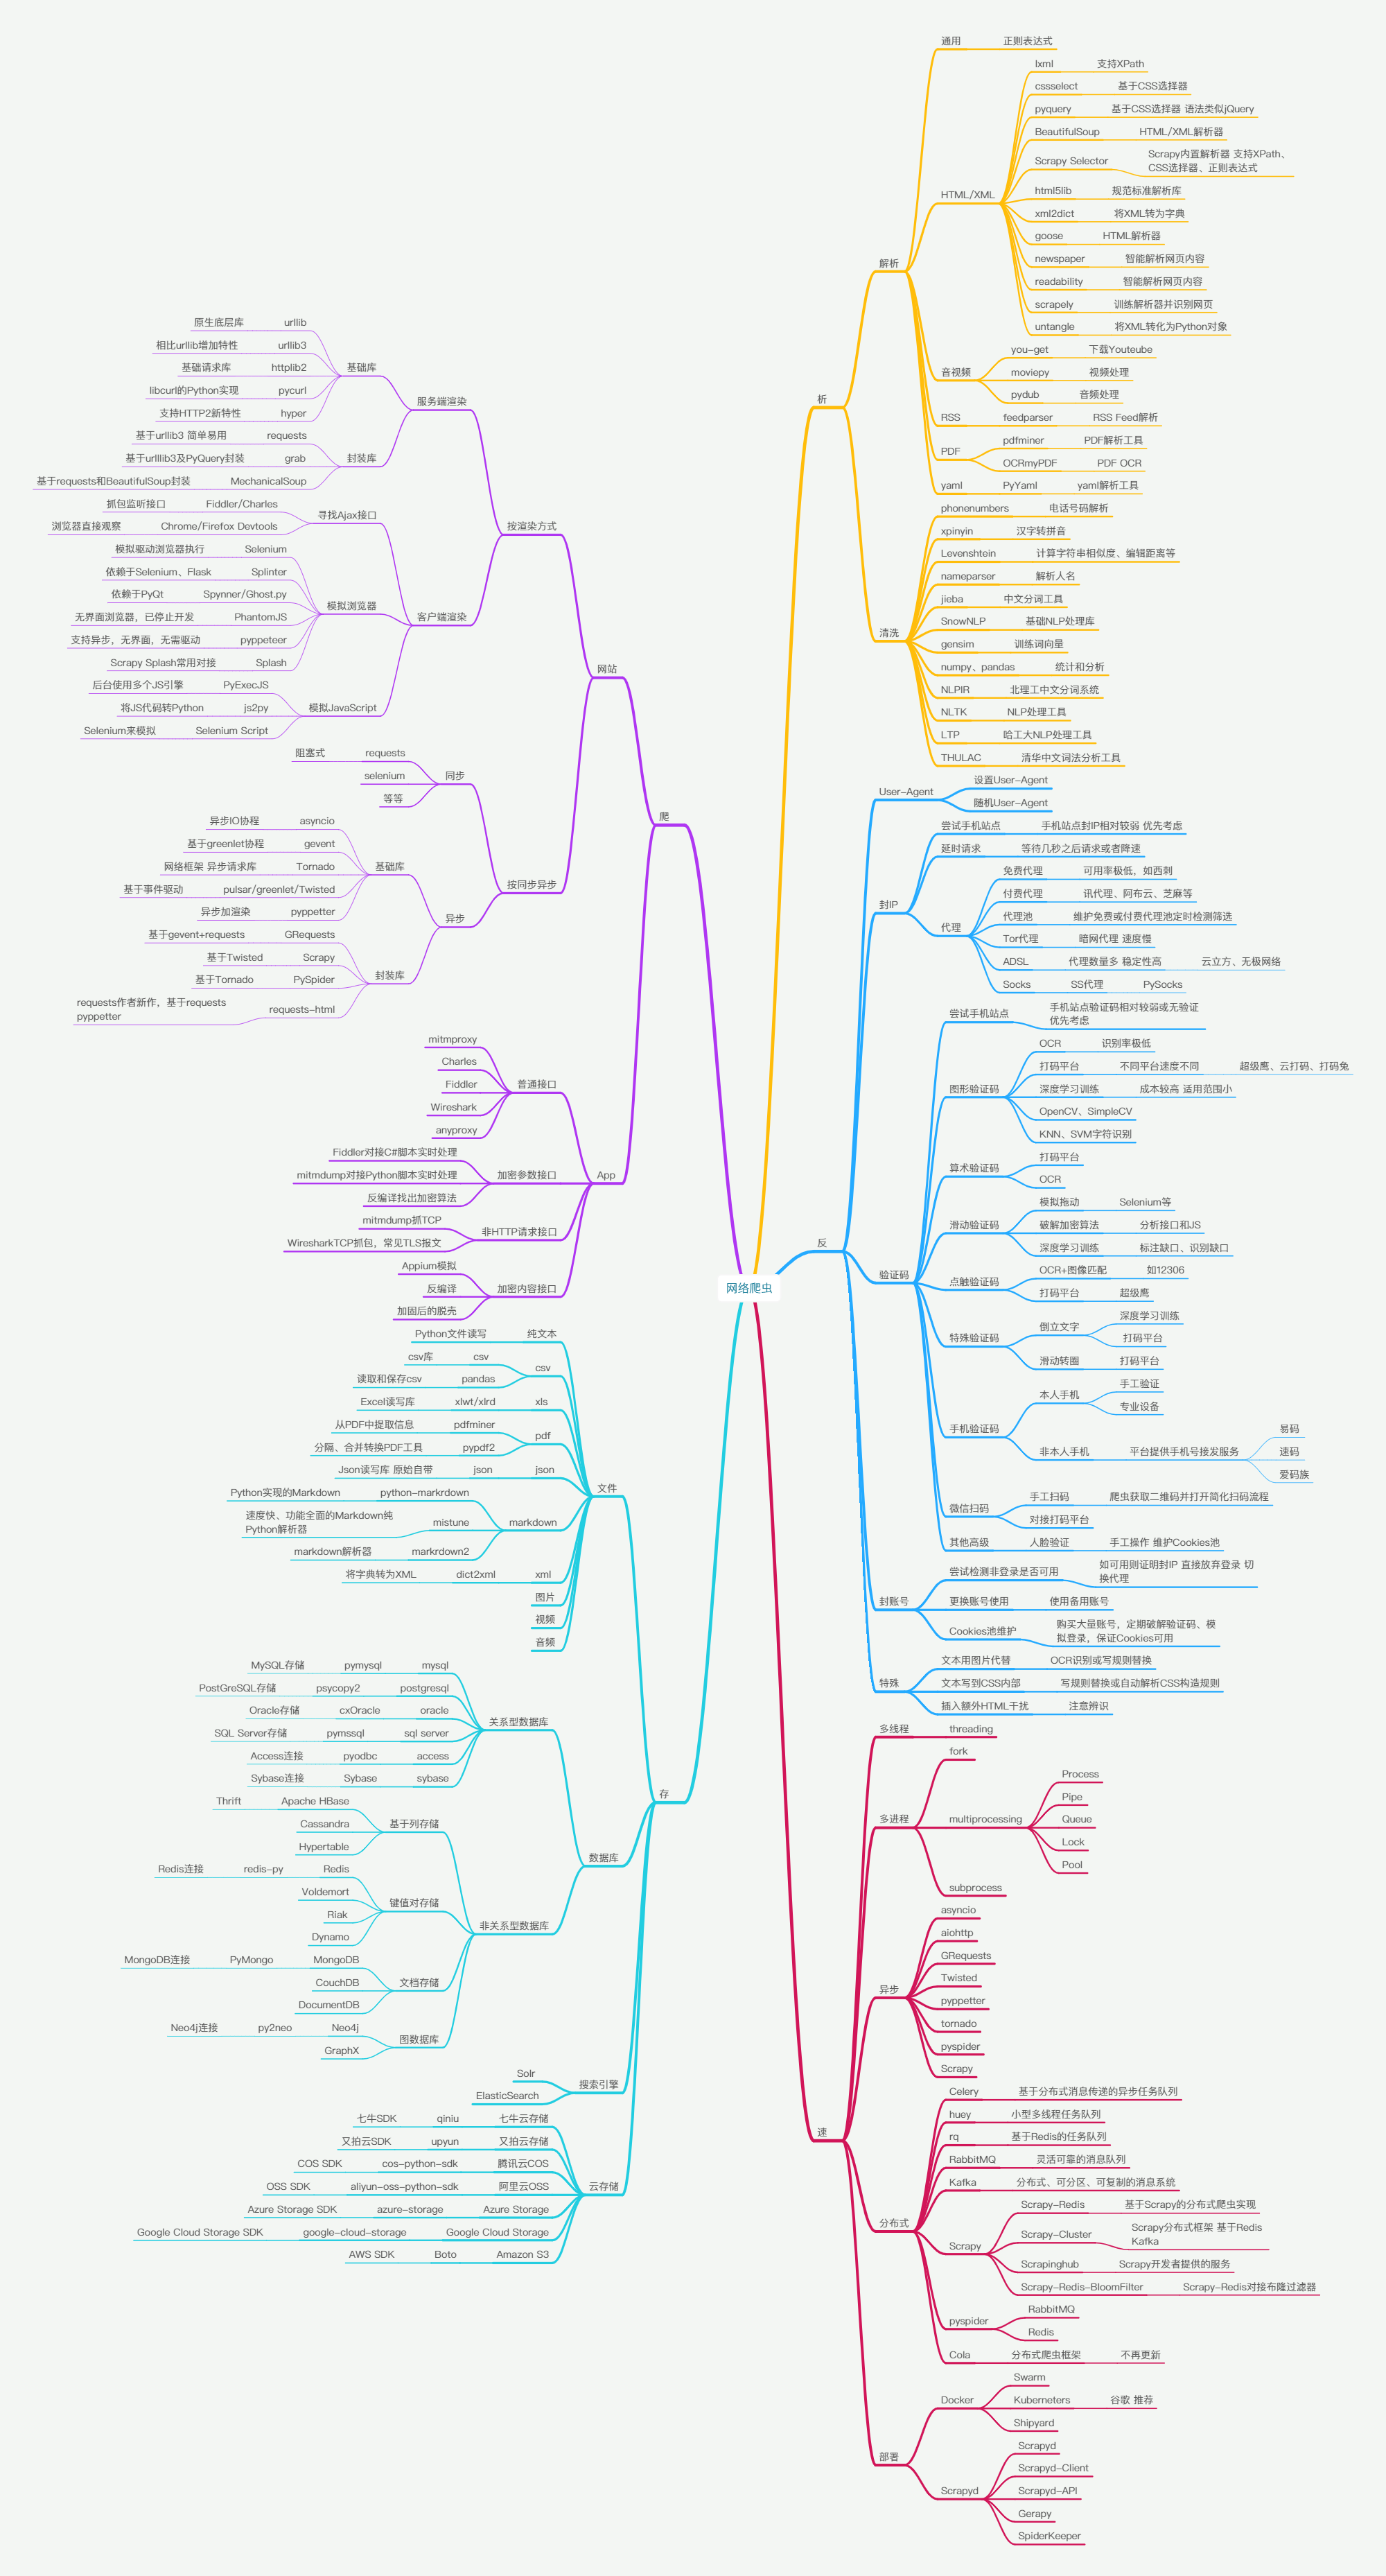 网络爬虫
析
解析
通用
正则表达式
HTML/XML
lxml
支持XPath
cssselect
基于CSS选择器
pyquery
基于CSS选择器 语法类似jQuery
BeautifulSoup
HTML/XML解析器
Scrapy Selector
Scrapy内置解析器 支持XPath、
CSS选择器、正则表达式
html5lib
规范标准解析库
xml2dict
将XML转为字典
goose
HTML解析器
newspaper
智能解析网页内容
readability
智能解析网页内容
scrapely
训练解析器并识别网页
untangle
将XML转化为Python对象
音视频
you-get
下载Youteube
moviepy
视频处理
pydub
音频处理
RSS
feedparser
RSS Feed解析
PDF
pdfminer
PDF解析工具
OCRmyPDF
PDF OCR
yaml
PyYaml
yaml解析工具
清洗
phonenumbers
电话号码解析
xpinyin
汉字转拼音
Levenshtein
计算字符串相似度、编辑距离等
nameparser
解析人名
jieba
中文分词工具
SnowNLP
基础NLP处理库
gensim
训练词向量
numpy、pandas
统计和分析
NLPIR
北理工中文分词系统
NLTK
NLP处理工具
LTP
哈工大NLP处理工具
THULAC
清华中文词法分析工具
反
User-Agent
设置User-Agent
随机User-Agent
封IP
尝试手机站点
手机站点封IP相对较弱 优先考虑
延时请求
等待几秒之后请求或者降速
代理
免费代理
可用率极低，如西刺
付费代理
讯代理、阿布云、芝麻等
代理池
维护免费或付费代理池定时检测筛选
Tor代理
暗网代理 速度慢
ADSL
代理数量多 稳定性高
云立方、无极网络
Socks
SS代理
PySocks
验证码
尝试手机站点
手机站点验证码相对较弱或无验证
优先考虑
图形验证码
OCR
识别率极低
打码平台
不同平台速度不同
超级鹰、云打码、打码兔
深度学习训练
成本较高 适用范围小
OpenCV、SimpleCV
KNN、SVM字符识别
算术验证码
打码平台
OCR
滑动验证码
模拟拖动
Selenium等
破解加密算法
分析接口和JS
深度学习训练
标注缺口、识别缺口
点触验证码
OCR+图像匹配
如12306
打码平台
超级鹰
特殊验证码
倒立文字
深度学习训练
打码平台
滑动转圈
打码平台
手机验证码
本人手机
手工验证
专业设备
非本人手机
平台提供手机号接发服务
易码
速码
爱码族
微信扫码
手工扫码
爬虫获取二维码并打开简化扫码流程
对接打码平台
其他高级
人脸验证
手工操作 维护Cookies池
封账号
尝试检测非登录是否可用
如可用则证明封IP 直接放弃登录 切
换代理
更换账号使用
使用备用账号
Cookies池维护
购买大量账号，定期破解验证码、模
拟登录，保证Cookies可用
特殊
文本用图片代替
OCR识别或写规则替换
文本写到CSS内部
写规则替换或自动解析CSS构造规则
插入额外HTML干扰
注意辨识
速
多线程
threading
多进程
fork
multiprocessing
Process
Pipe
Queue
Lock
Pool
subprocess
异步
asyncio
aiohttp
GRequests
Twisted
pyppetter
tornado
pyspider
Scrapy
分布式
Celery
基于分布式消息传递的异步任务队列
huey
小型多线程任务队列
rq
基于Redis的任务队列
RabbitMQ
灵活可靠的消息队列
Kafka
分布式、可分区、可复制的消息系统
Scrapy
Scrapy-Redis
基于Scrapy的分布式爬虫实现
Scrapy-Cluster
Scrapy分布式框架 基于Redis
Kafka
Scrapinghub
Scrapy开发者提供的服务
Scrapy-Redis-BloomFilter
Scrapy-Redis对接布隆过滤器
pyspider
RabbitMQ
Redis
Cola
分布式爬虫框架
不再更新
部署
Docker
Swarm
Kuberneters
谷歌 推荐
Shipyard
Scrapyd
Scrapyd
Scrapyd-Client
Scrapyd-API
Gerapy
SpiderKeeper
爬
网站
按渲染方式
服务端渲染
基础库
urllib
原生底层库
urllib3
相比urllib增加特性
httplib2
基础请求库
pycurl
libcurl的Python实现
hyper
支持HTTP2新特性
封装库
requests
基于urllib3 简单易用
grab
基于urlllib3及PyQuery封装
MechanicalSoup
基于requests和BeautifulSoup封装
客户端渲染
寻找Ajax接口
Fiddler/Charles
抓包监听接口
Chrome/Firefox Devtools
浏览器直接观察
模拟浏览器
Selenium
模拟驱动浏览器执行
Splinter
依赖于Selenium、Flask
Spynner/Ghost.py
依赖于PyQt
PhantomJS
无界面浏览器，已停止开发
pyppeteer
支持异步，无界面，无需驱动
Splash
Scrapy Splash常用对接
模拟JavaScript
PyExecJS
后台使用多个JS引擎
js2py
将JS代码转Python
Selenium Script
Selenium来模拟
按同步异步
同步
requests
阻塞式
selenium
等等
异步
基础库
asyncio
异步IO协程
gevent
基于greenlet协程
Tornado
网络框架 异步请求库
pulsar/greenlet/Twisted
基于事件驱动
pyppetter
异步加渲染
封装库
GRequests
基于gevent+requests
Scrapy
基于Twisted
PySpider
基于Tornado
requests-html
requests作者新作，基于requests
pyppetter
App
普通接口
mitmproxy
Charles
Fiddler
Wireshark
anyproxy
加密参数接口
Fiddler对接C#脚本实时处理
mitmdump对接Python脚本实时处理
反编译找出加密算法
非HTTP请求接口
mitmdump抓TCP
WiresharkTCP抓包，常见TLS报文
加密内容接口
Appium模拟
反编译
加固后的脱壳
存
文件
纯文本
Python文件读写
csv
csv
csv库
pandas
读取和保存csv
xls
xlwt/xlrd
Excel读写库
pdf
pdfminer
从PDF中提取信息
pypdf2
分隔、合并转换PDF工具
json
json
Json读写库 原始自带
markdown
python-markrdown
Python实现的Markdown
mistune
速度快、功能全面的Markdown纯
Python解析器
markrdown2
markdown解析器
xml
dict2xml
将字典转为XML
图片
视频
音频
数据库
关系型数据库
mysql
pymysql
MySQL存储
postgresql
psycopy2
PostGreSQL存储
oracle
cxOracle
Oracle存储
sql server
pymssql
SQL Server存储
access
pyodbc
Access连接
sybase
Sybase
Sybase连接
非关系型数据库
基于列存储
Apache HBase
Thrift
Cassandra
Hypertable
键值对存储
Redis
redis-py
Redis连接
Voldemort
Riak
Dynamo
文档存储
MongoDB
PyMongo
MongoDB连接
CouchDB
DocumentDB
图数据库
Neo4j
py2neo
Neo4j连接
GraphX
搜索引擎
Solr
ElasticSearch
云存储
七牛云存储
qiniu
七牛SDK
又拍云存储
upyun
又拍云SDK
腾讯云COS
cos-python-sdk
COS SDK
阿里云OSS
aliyun-oss-python-sdk
OSS SDK
Azure Storage
azure-storage
Azure Storage SDK
Google Cloud Storage
google-cloud-storage
Google Cloud Storage SDK
Amazon S3
Boto
AWS SDK